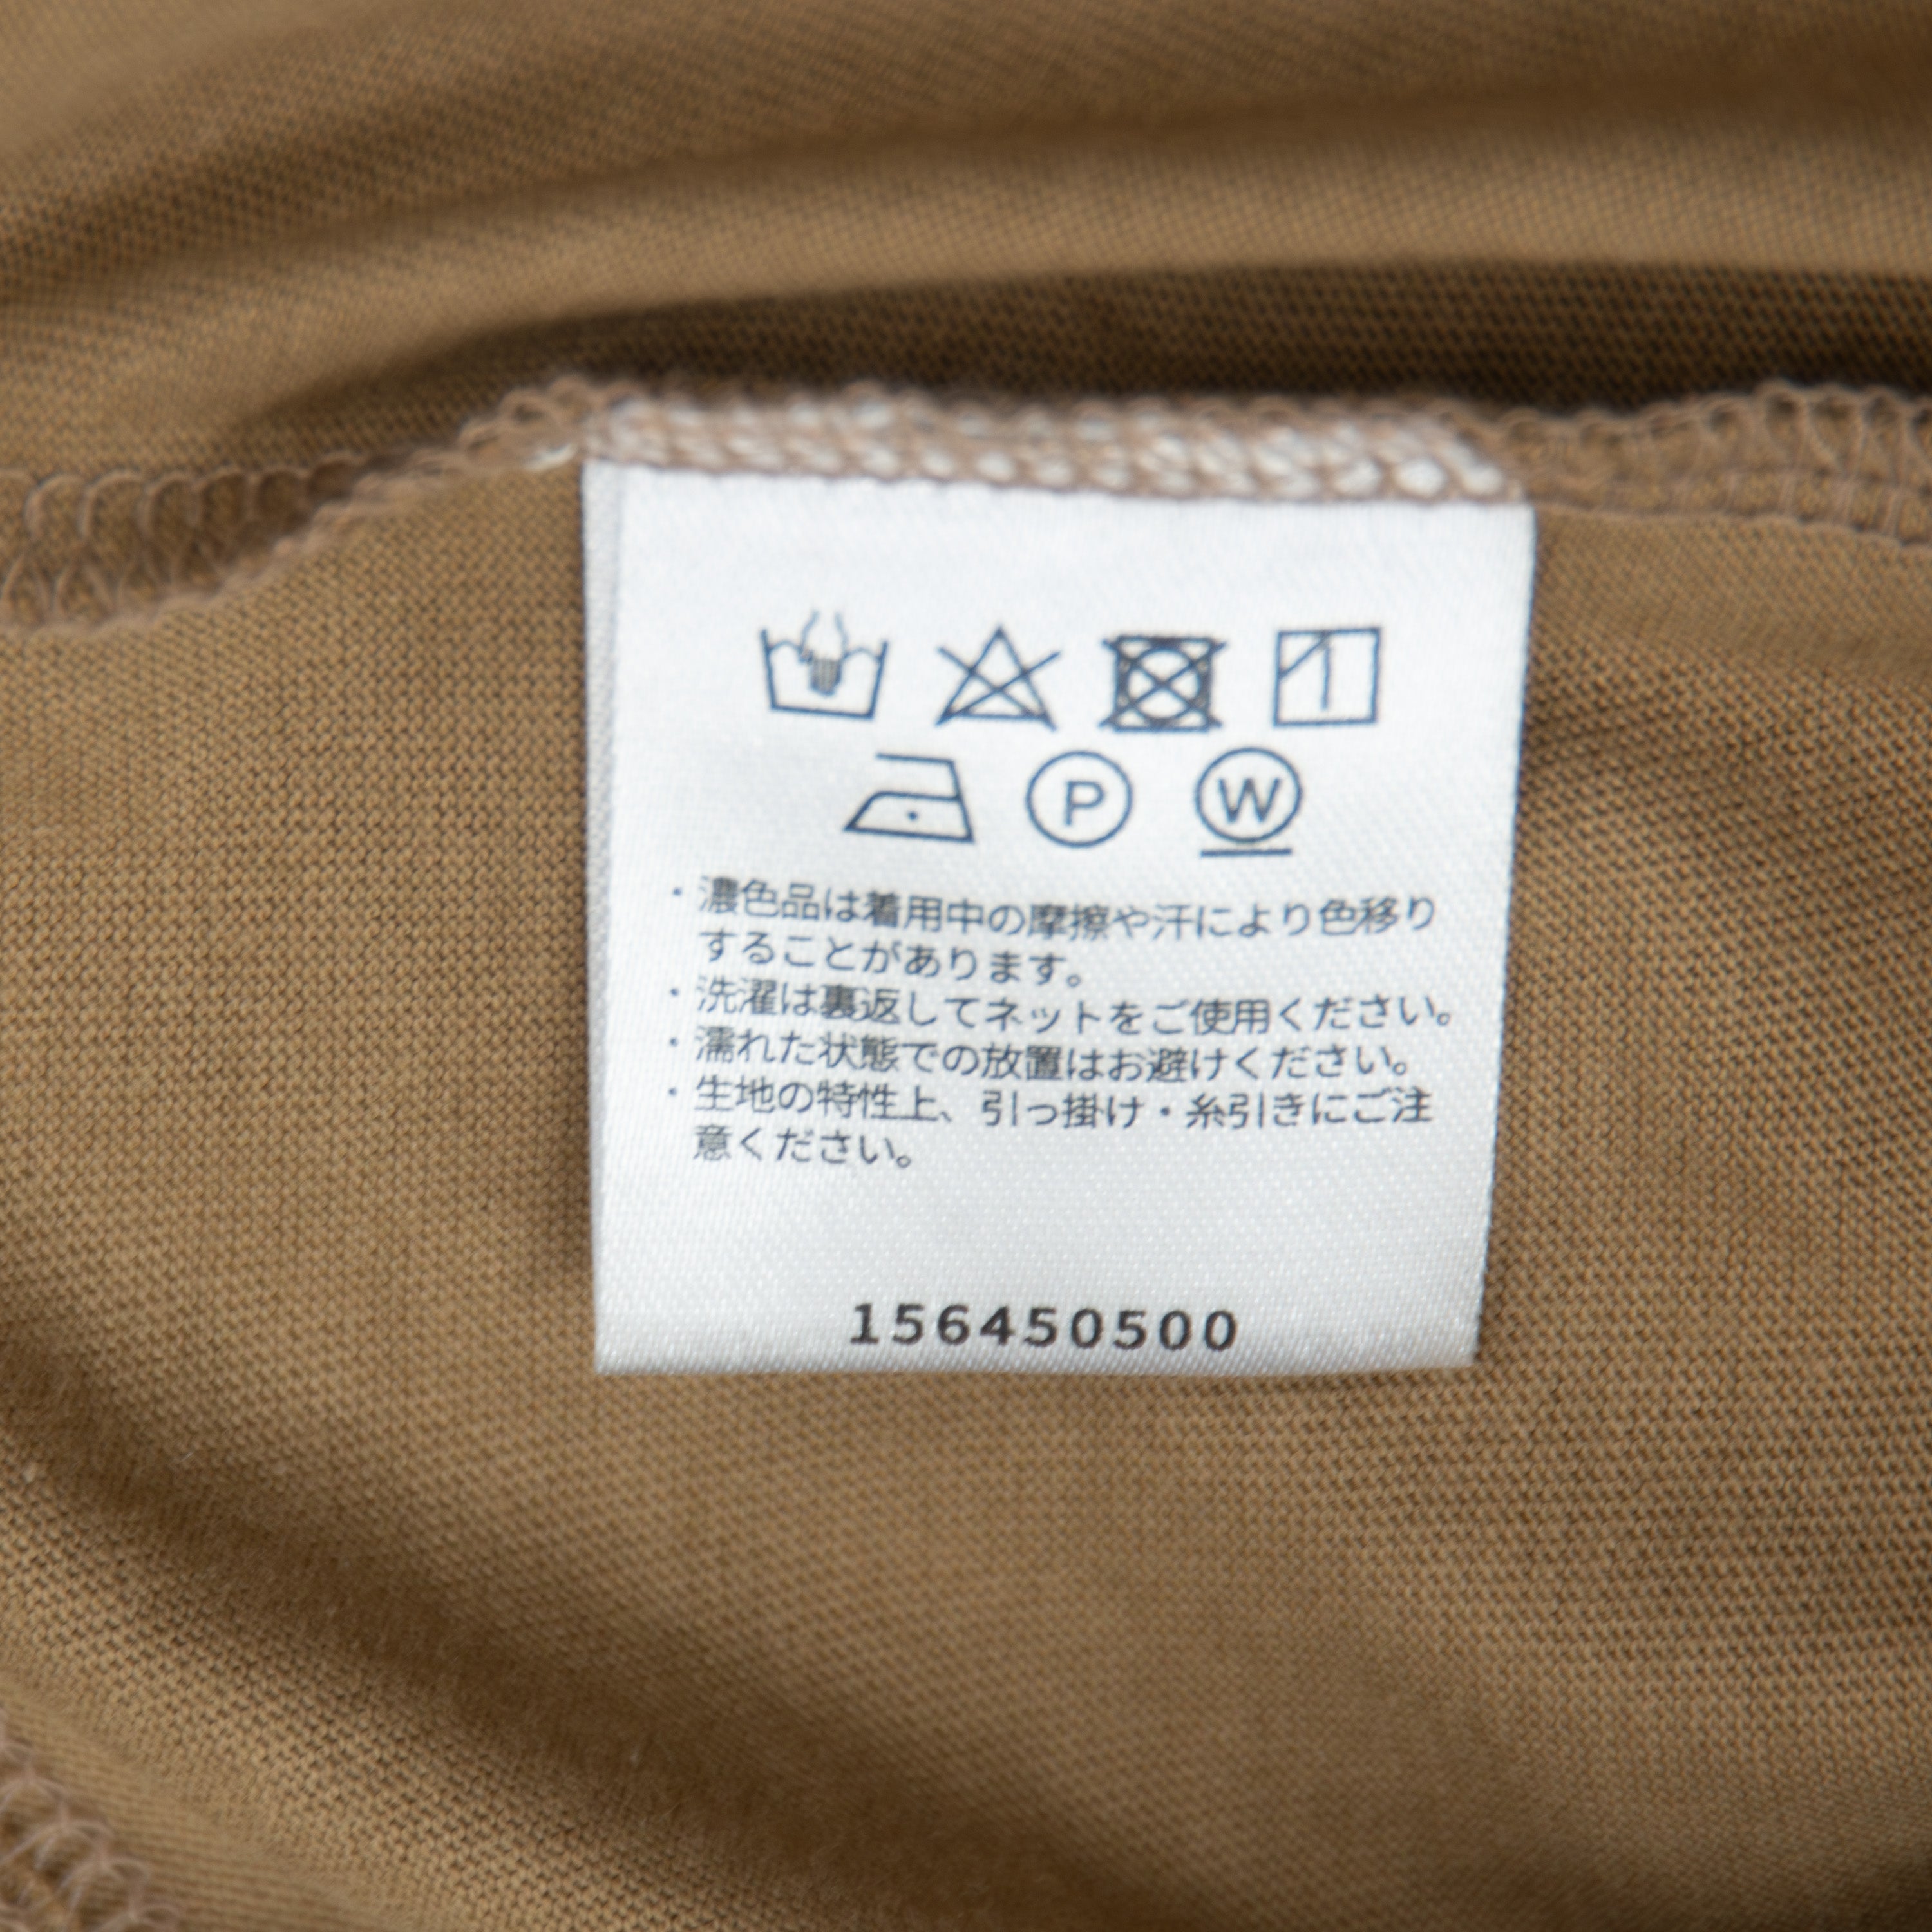 P W
・濃色品は着用中の摩擦や汗により色移り
することがあります。
・洗濯は裏返してネットをご使用ください。
・濡れた状態での放置はお避けください。
・生地の特性上、引っ掛け・糸引きにご注
意ください。
156450500